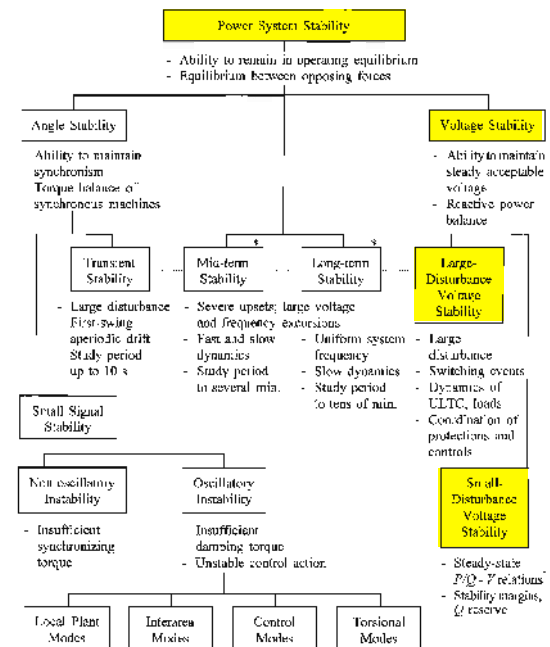 Power System Stability
- Ability to remain in operating equilibrium
- Equilibrium between opposing forces
Angle Stability
Ability to maintain
synchronism
Torque balance of
synchronous machines
Voltage Stability
- Ability to maintain
steady acceptable
voltage
- Reactive power
balance
Transient
Stability
- Large disturbance
First-swing
aperiodic drift
Study period
up to 10 s
Mid-term
Stability
*
Long-term
Stability
*
- Severe upsets; large voltage
and frequency excursions
- Fast and slow
dynamics
- Study period
to several min.
- Uniform system
frequency
- Slow dynamics
- Study period
to tens of min.
Large-
Disturbance
Voltage
Stability
- Large
disturbance
- Switching events
- Dynamics of
ULTC, loads
- Coordination of
protections and
controls
Small Signal
Stability
Non-oscillatory
Instability
- Insufficient
synchronizing
torque
Oscillatory
Instability
Insufficient
damping torque
- Unstable control action
Small-
Disturbance
Voltage
Stability
- Steady-state
P/Q - V relations
- Stability margins,
Q reserve
Local Plant
Modes
Interarea
Modes
Control
Modes
Torsional
Modes